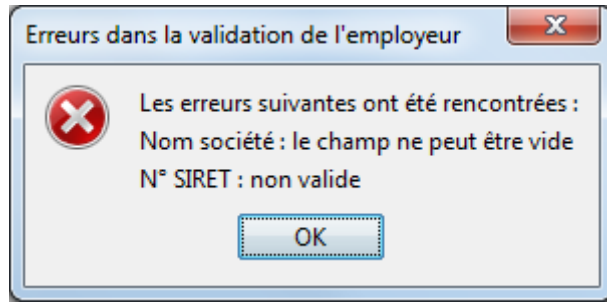 Erreurs dans la validation de l'employeur
Les erreurs suivantes ont été rencontrées :
Nom société : le champ ne peut être vide
N° SIRET : non valide
OK